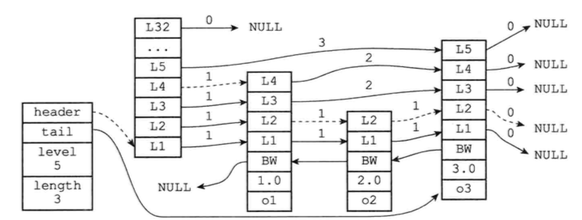 L32
0
NULL
...
L5
3
L4
1
L3
1
L2
1
L1
1
header
tail
level
5
length
3
NULL
L4
2
L3
2
L2
1
L1
1
BW
1.0
o1
L2
1
L1
1
BW
2.0
o2
L5
0
NULL
L4
0
NULL
L3
0
NULL
L2
0
NULL
L1
0
NULL
BW
3.0
o3